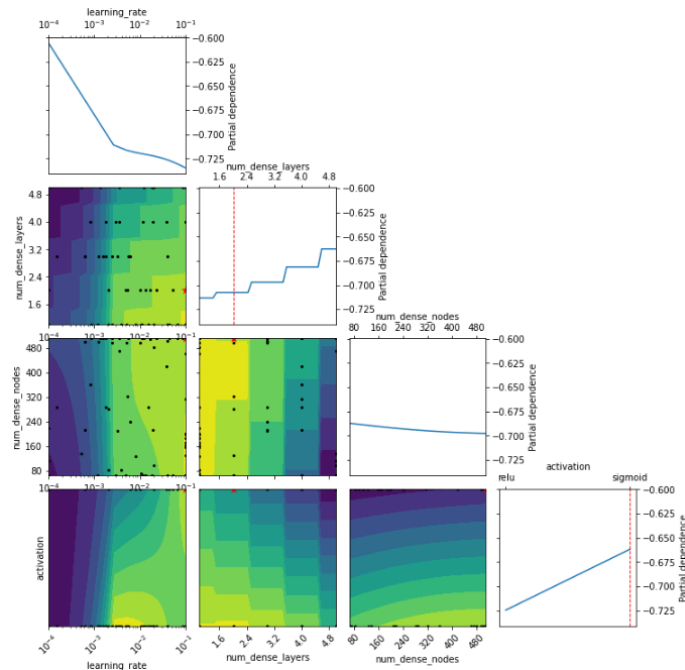 learning_rate
10⁻⁴ 10⁻³ 10⁻² 10⁻¹
−0.600
−0.625
−0.650
−0.675
−0.700
−0.725
Partial dependence
num_dense_layers
1.6 2.4 3.2 4.0 4.8
4.8
4.0
3.2
2.4
1.6
num_dense_layers
−0.600
−0.625
−0.650
−0.675
−0.700
−0.725
Partial dependence
num_dense_nodes
80 160 240 320 400 480
480
400
320
240
160
80
num_dense_nodes
−0.600
−0.625
−0.650
−0.675
−0.700
−0.725
Partial dependence
activation
relu sigmoid
activation
−0.600
−0.625
−0.650
−0.675
−0.700
−0.725
Partial dependence
10⁻⁴ 10⁻³ 10⁻² 10⁻¹
learning_rate
1.6 2.4 3.2 4.0 4.8
num_dense_layers
80 160 240 320 400 480
num_dense_nodes